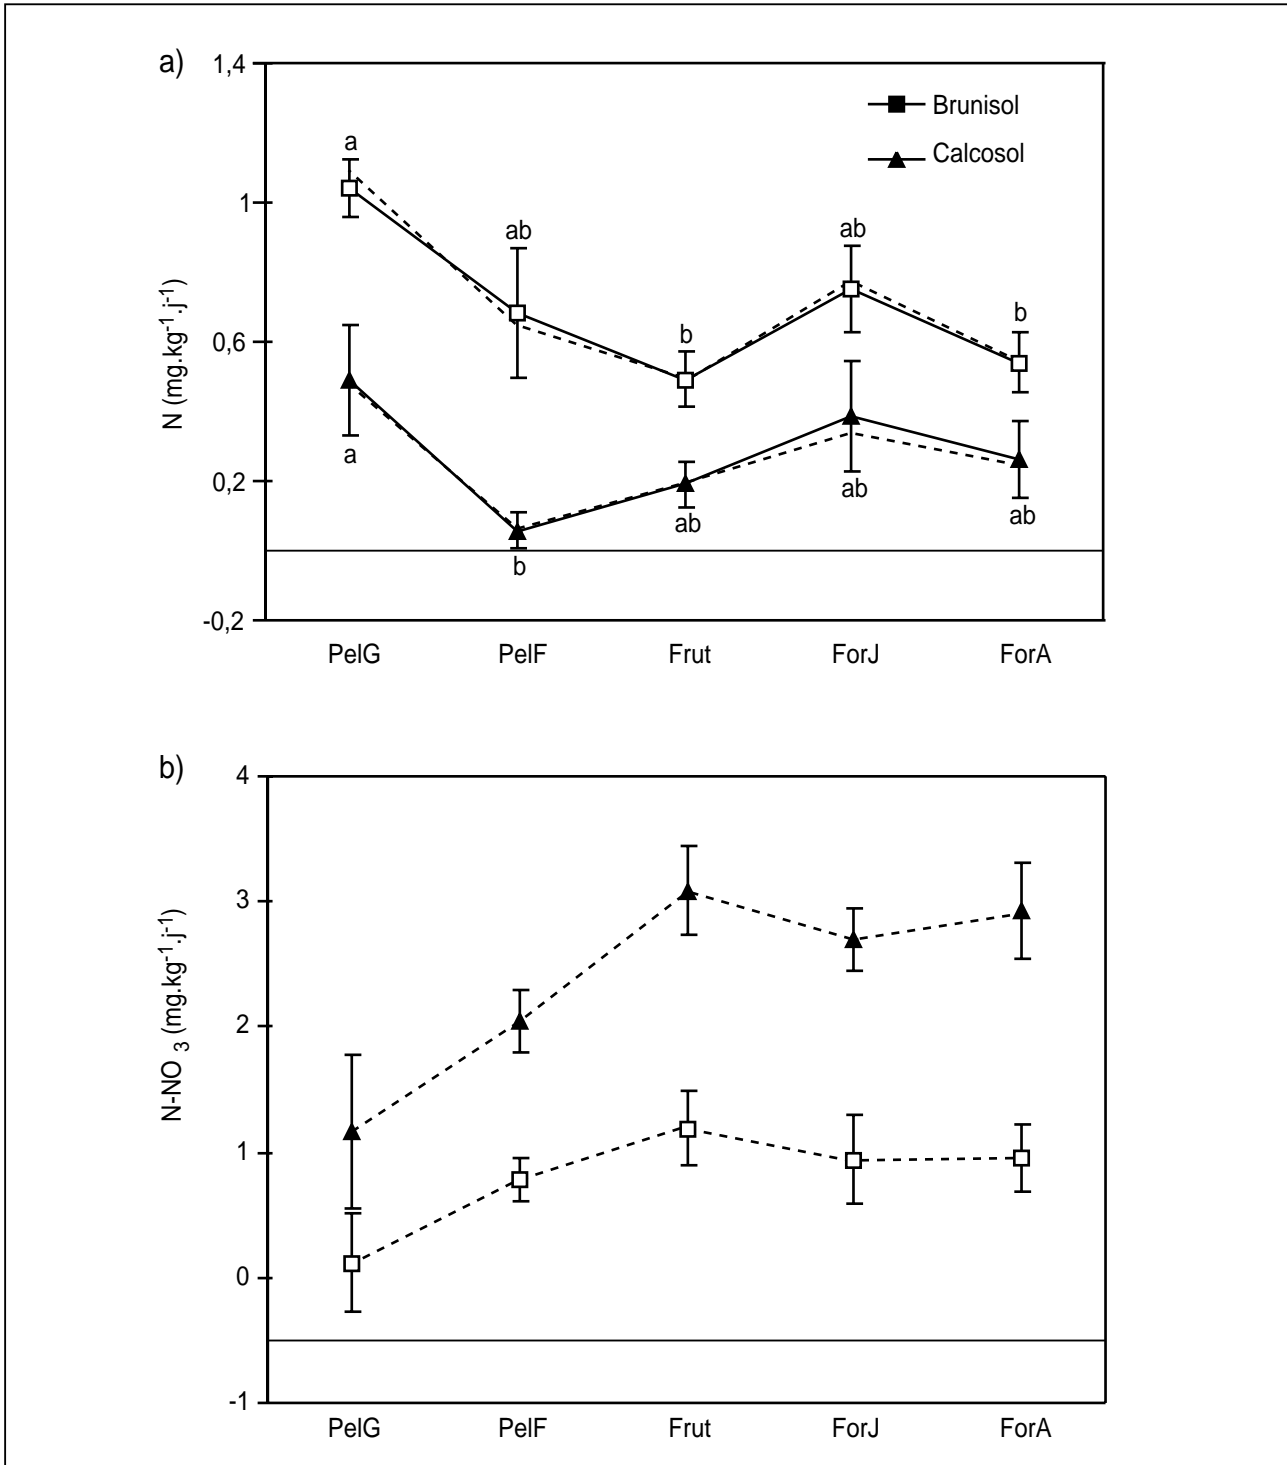 a)
1,4
Brunisol
Calcosol
a
1
ab
ab
b
b
0,6
N (mg.kg-1.j-1)
a
0,2
ab
ab
ab
b
-0,2
PelG PelF Frut ForJ ForA
b)
4
3
2
N-NO 3 (mg.kg-1.j-1)
1
0
-1
PelG PelF Frut ForJ ForA